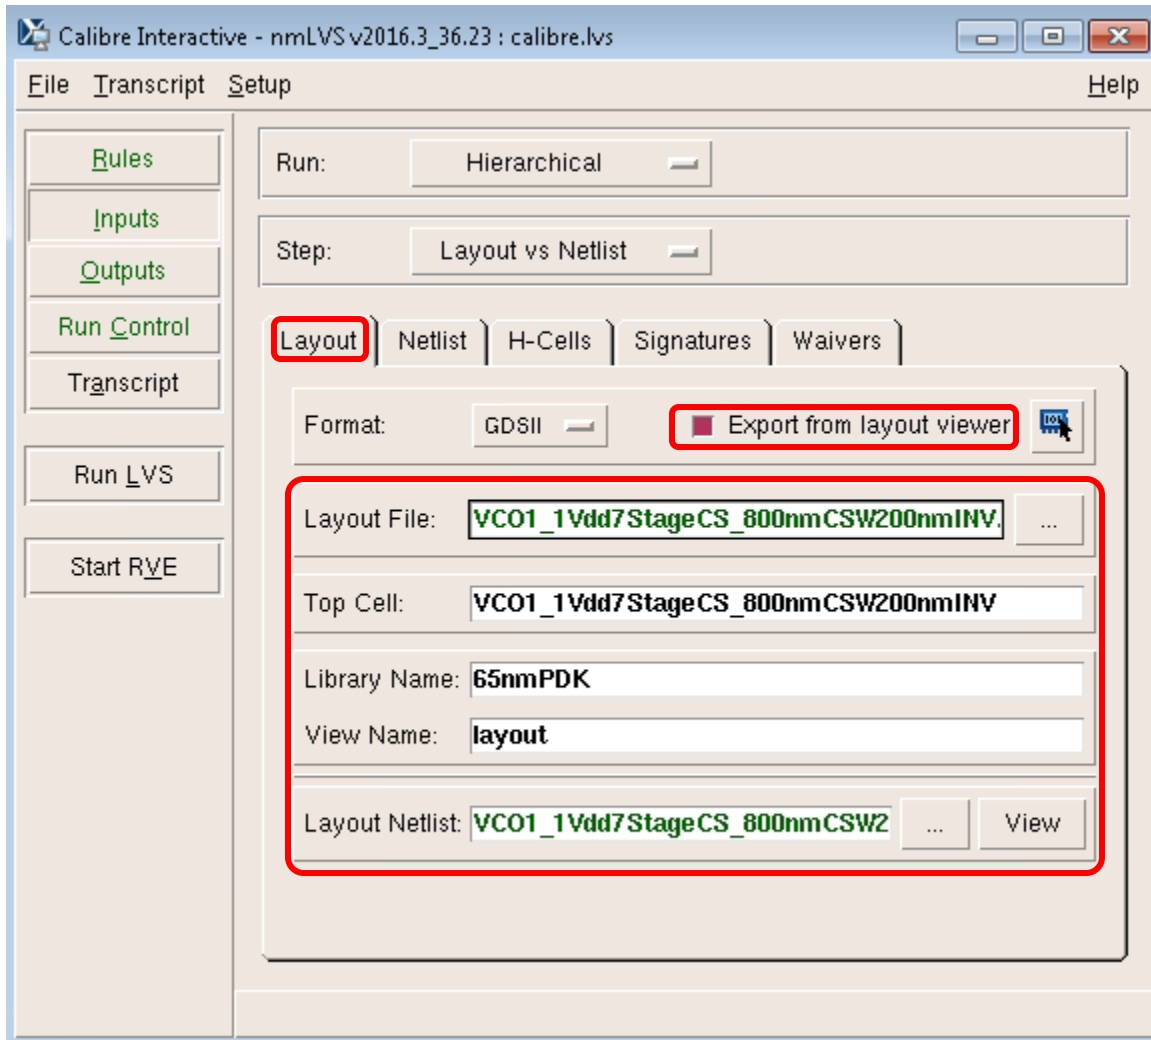 Calibre Interactive - nmLVS v2016.3_36.23 : calibre.lvs
File Transcript Setup Help
Rules
Inputs
Outputs
Run Control
Transcript
Run LVS
Start RVE
Run: Hierarchical
Step: Layout vs Netlist
Layout Netlist H-Cells Signatures Waivers
Format: GDSII Export from layout viewer
Layout File: VCO1_1Vdd7StageCS_800nmCSW200nmINV. ...
Top Cell: VCO1_1Vdd7StageCS_800nmCSW200nmINV
Library Name: 65nmPDK
View Name: layout
Layout Netlist: VCO1_1Vdd7StageCS_800nmCSW2 ... View